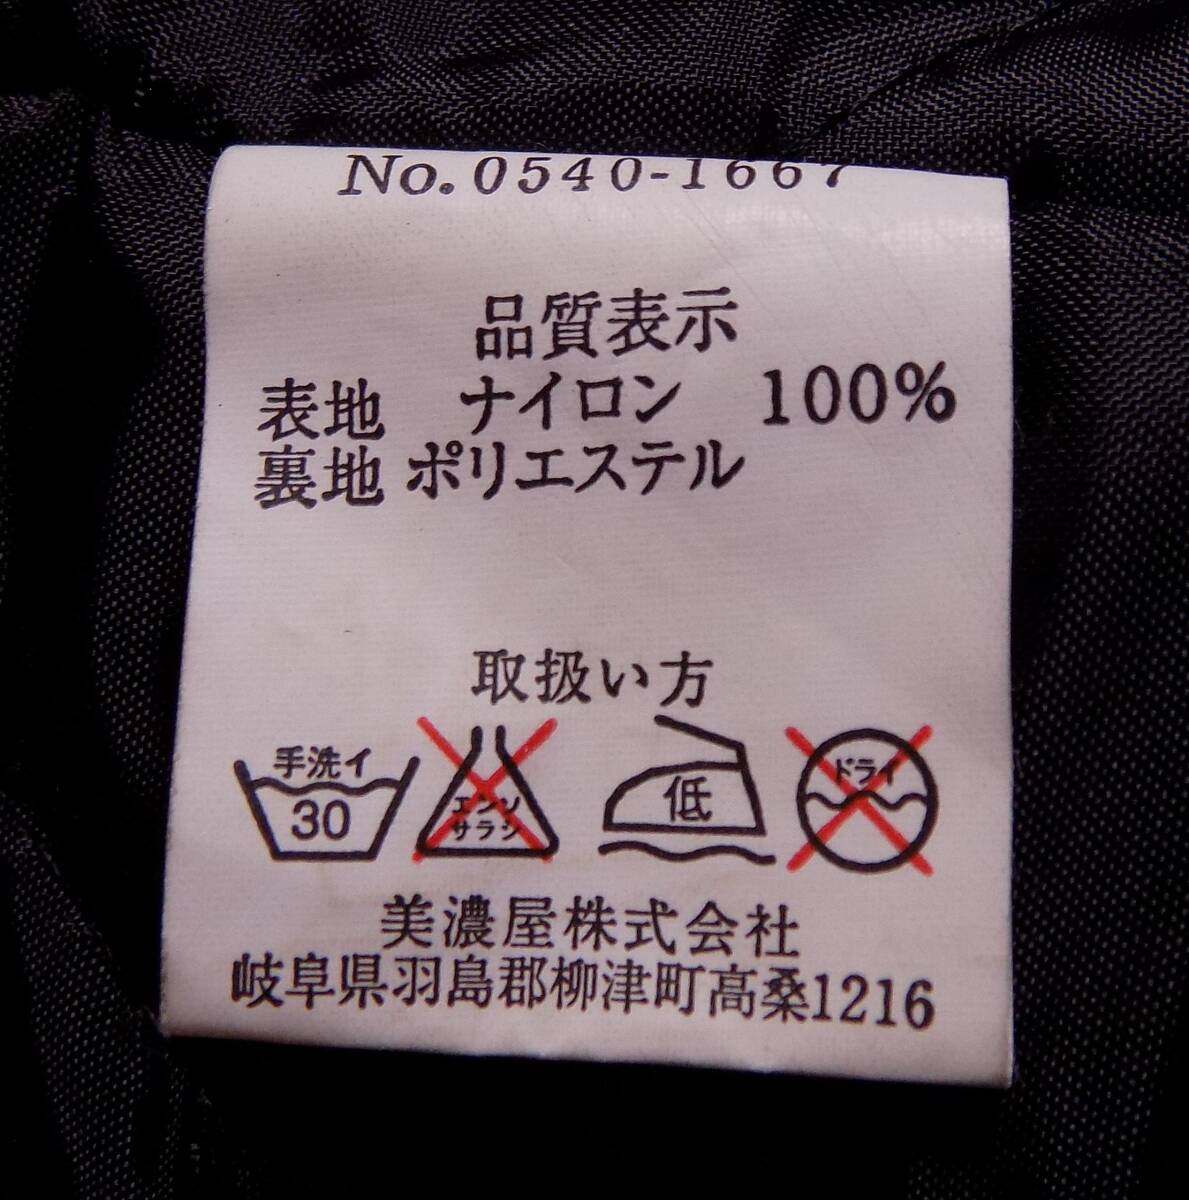 No.0540-1667
品質表示
表地 ナイロン 100%
裏地 ポリエステル
取扱い方
手洗イ
30
エンソ
サラシ
低
ドライ
美濃屋株式会社
岐阜県羽島郡柳津町高桑1216